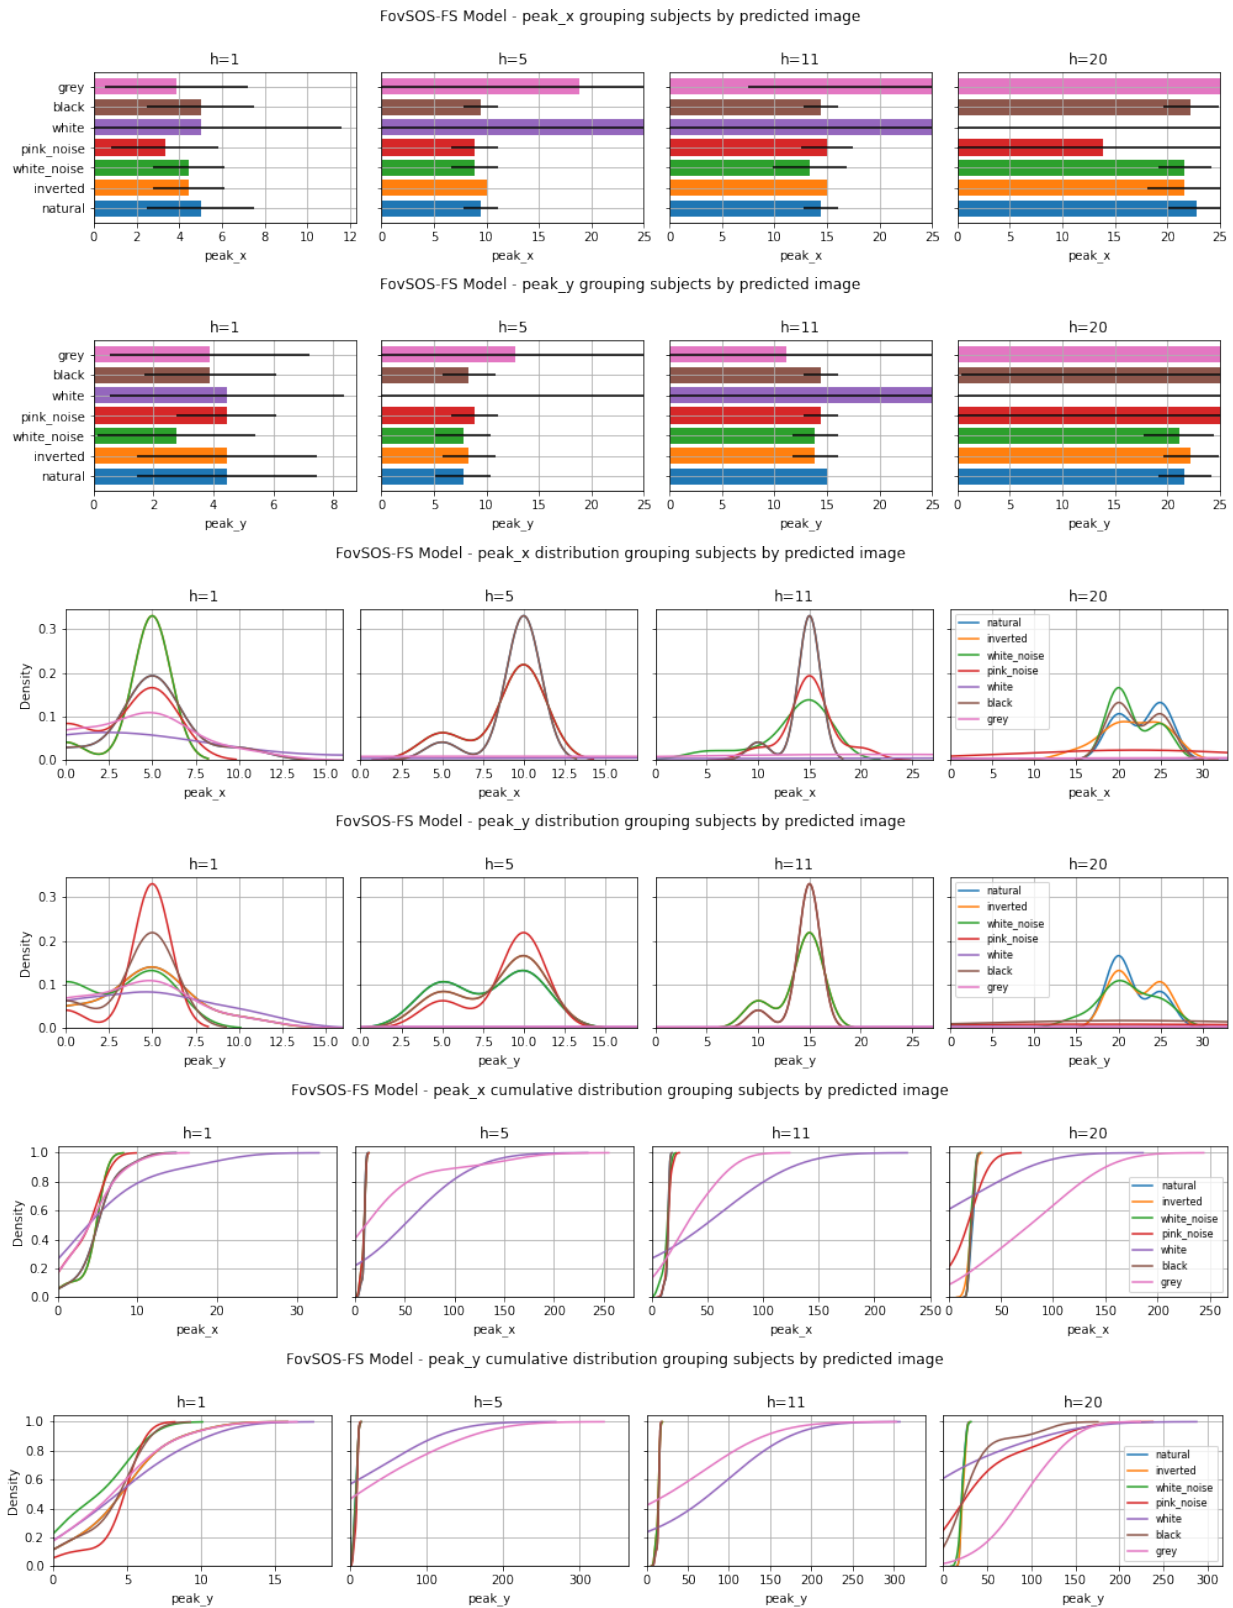 FovSOS-FS Model - peak_x grouping subjects by predicted image
h=1 h=5 h=11 h=20
grey
black
white
pink_noise
white_noise
inverted
natural
0 2 4 6 8 10 12 0 5 10 15 20 25 0 5 10 15 20 25 0 5 10 15 20 25
peak_x peak_x peak_x peak_x
FovSOS-FS Model - peak_y grouping subjects by predicted image
h=1 h=5 h=11 h=20
grey
black
white
pink_noise
white_noise
inverted
natural
0 2 4 6 8 0 5 10 15 20 25 0 5 10 15 20 25 0 5 10 15 20 25
peak_y peak_y peak_y peak_y
FovSOS-FS Model - peak_x distribution grouping subjects by predicted image
h=1 h=5 h=11 h=20
Density
0.3
0.2
0.1
0.0
natural
inverted
white_noise
pink_noise
white
black
grey
0.0 2.5 5.0 7.5 10.0 12.5 15.0 0.0 2.5 5.0 7.5 10.0 12.5 15.0 0 5 10 15 20 25 0 5 10 15 20 25 30
peak_x peak_x peak_x peak_x
FovSOS-FS Model - peak_y distribution grouping subjects by predicted image
h=1 h=5 h=11 h=20
Density
0.3
0.2
0.1
0.0
natural
inverted
white_noise
pink_noise
white
black
grey
0.0 2.5 5.0 7.5 10.0 12.5 15.0 0.0 2.5 5.0 7.5 10.0 12.5 15.0 0 5 10 15 20 25 0 5 10 15 20 25 30
peak_y peak_y peak_y peak_y
FovSOS-FS Model - peak_x cumulative distribution grouping subjects by predicted image
h=1 h=5 h=11 h=20
Density
1.0
0.8
0.6
0.4
0.2
0.0
natural
inverted
white_noise
pink_noise
white
black
grey
0 10 20 30 0 50 100 150 200 250 0 50 100 150 200 250 0 50 100 150 200 250
peak_x peak_x peak_x peak_x
FovSOS-FS Model - peak_y cumulative distribution grouping subjects by predicted image
h=1 h=5 h=11 h=20
Density
1.0
0.8
0.6
0.4
0.2
0.0
natural
inverted
white_noise
pink_noise
white
black
grey
0 5 10 15 0 100 200 300 0 50 100 150 200 250 300 0 50 100 150 200 250 300
peak_y peak_y peak_y peak_y